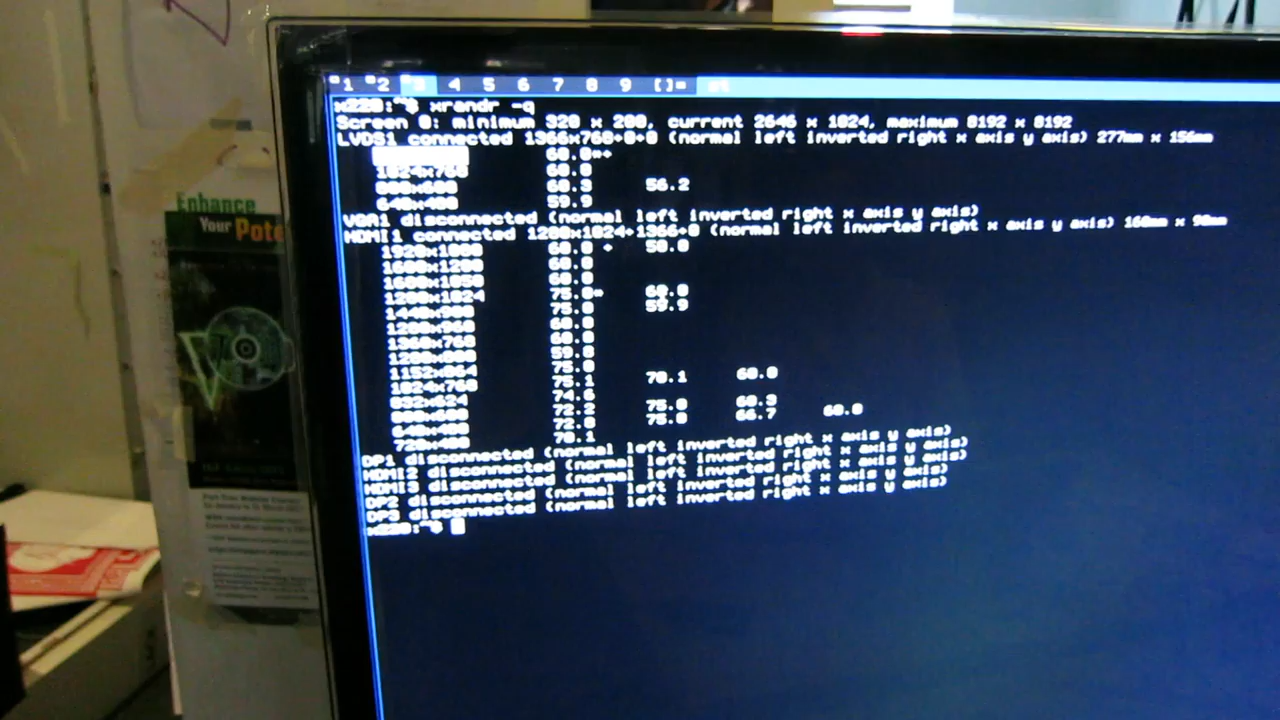 1 2 3 4 5 6 7 8 9 []= st
x220:~$ xrandr -q
Screen 0: minimum 320 x 200, current 2646 x 1024, maximum 8192 x 8192
LVDS1 connected 1366x768+0+0 (normal left inverted right x axis y axis) 277mm x 156mm
60.0*+
1024x768 60.0
800x600 60.3 56.2
640x480 59.9
VGA1 disconnected (normal left inverted right x axis y axis)
HDMI1 connected 1280x1024+1366+0 (normal left inverted right x axis y axis) 160mm x 90mm
1920x1080 60.0 + 50.0
1600x1200 60.0
1680x1050 60.0
1280x1024 75.0* 60.0
1440x900 75.0 59.9
1280x960 60.0
1360x768 60.0
1280x800 59.8
1152x864 75.0
1024x768 75.1 70.1 60.0
832x624 74.6
800x600 72.2 75.0 60.3
640x480 72.8 75.0 66.7 60.0
720x400 70.1
DP1 disconnected (normal left inverted right x axis y axis)
HDMI2 disconnected (normal left inverted right x axis y axis)
HDMI3 disconnected (normal left inverted right x axis y axis)
DP2 disconnected (normal left inverted right x axis y axis)
DP3 disconnected (normal left inverted right x axis y axis)
x220:~$
Enhance
Your Pote